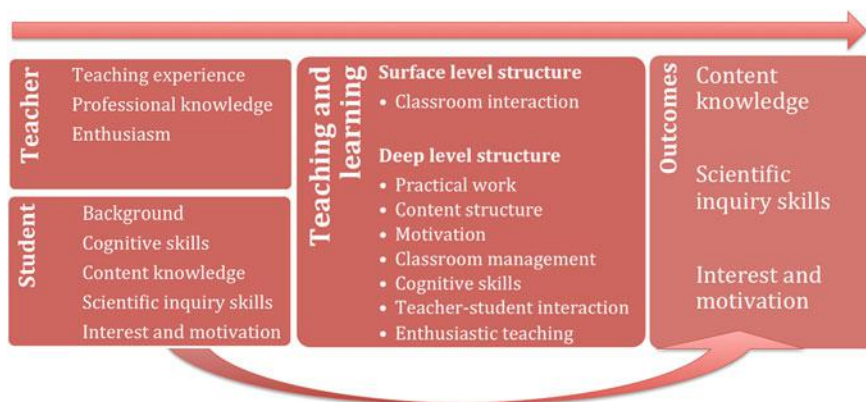 Teacher
Teaching experience
Professional knowledge
Enthusiasm
Student
Background
Cognitive skills
Content knowledge
Scientific inquiry skills
Interest and motivation
Teaching and
learning
Surface level structure
• Classroom interaction
Deep level structure
• Practical work
• Content structure
• Motivation
• Classroom management
• Cognitive skills
• Teacher-student interaction
• Enthusiastic teaching
Outcomes
Content
knowledge
Scientific
inquiry skills
Interest and
motivation